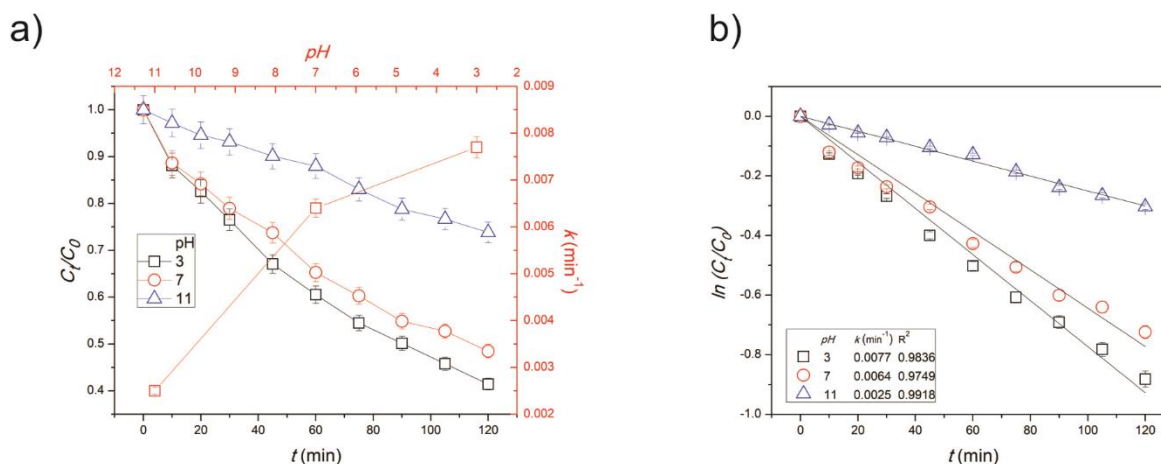 a)
pH
12 11 10 9 8 7 6 5 4 3 2
1.0
0.9
0.8
0.7
0.6
0.5
0.4
C_t/C_0
pH
3
7
11
0.009
0.008
0.007
0.006
0.005
0.004
0.003
0.002
k (min⁻¹)
0 20 40 60 80 100 120
t (min)
b)
0.0
-0.2
-0.4
-0.6
-0.8
-1.0
ln (C_t/C_0)
pH k (min⁻¹) R²
3 0.0077 0.9836
7 0.0064 0.9749
11 0.0025 0.9918
0 20 40 60 80 100 120
t (min)